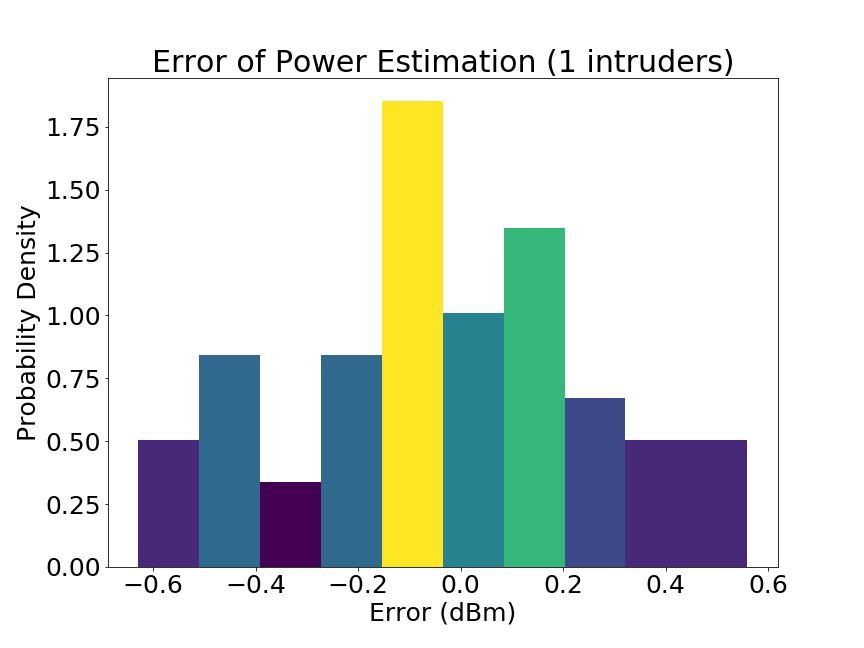 Error of Power Estimation (1 intruders)
Probability Density
1.75
1.50
1.25
1.00
0.75
0.50
0.25
0.00
−0.6 −0.4 −0.2 0.0 0.2 0.4 0.6
Error (dBm)